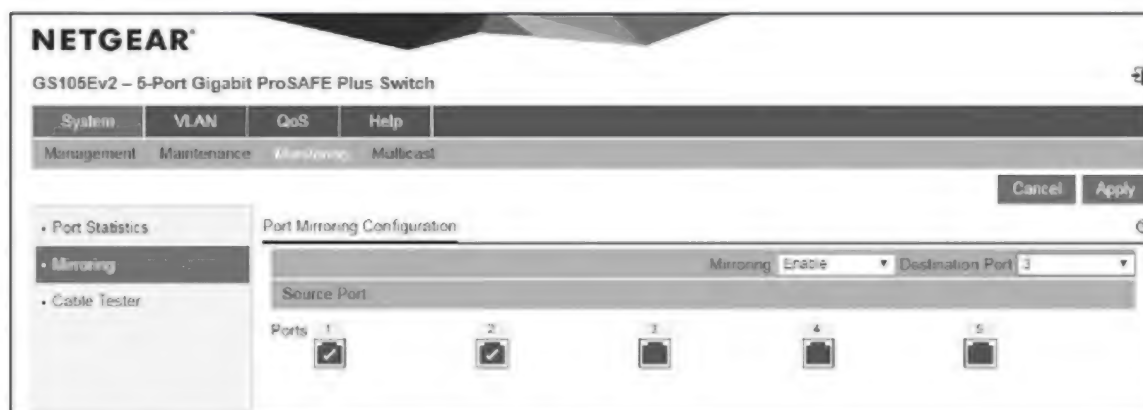 NETGEAR®
GS105Ev2 – 5-Port Gigabit ProSAFE Plus Switch
System VLAN QoS Help
Management Maintenance Monitoring Multicast
Cancel Apply
• Port Statistics
• Mirroring
• Cable Tester
Port Mirroring Configuration
Mirroring Enable Destination Port 3
Source Port
Ports 1 2 3 4 5